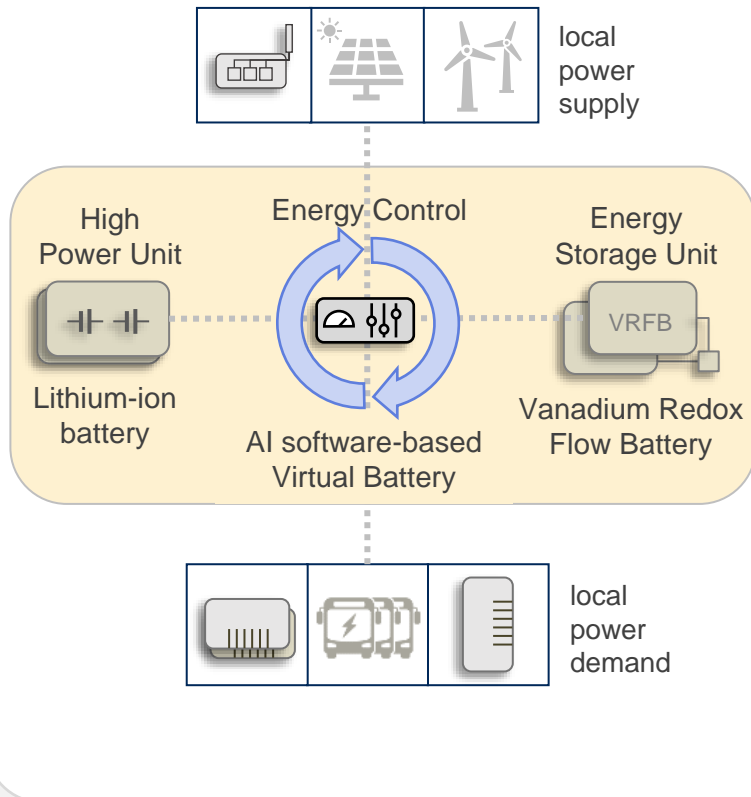 local
power
supply
High
Power Unit
Energy Control
Energy
Storage Unit
VRFB
Lithium-ion
battery
AI software-based
Virtual Battery
Vanadium Redox
Flow Battery
local
power
demand